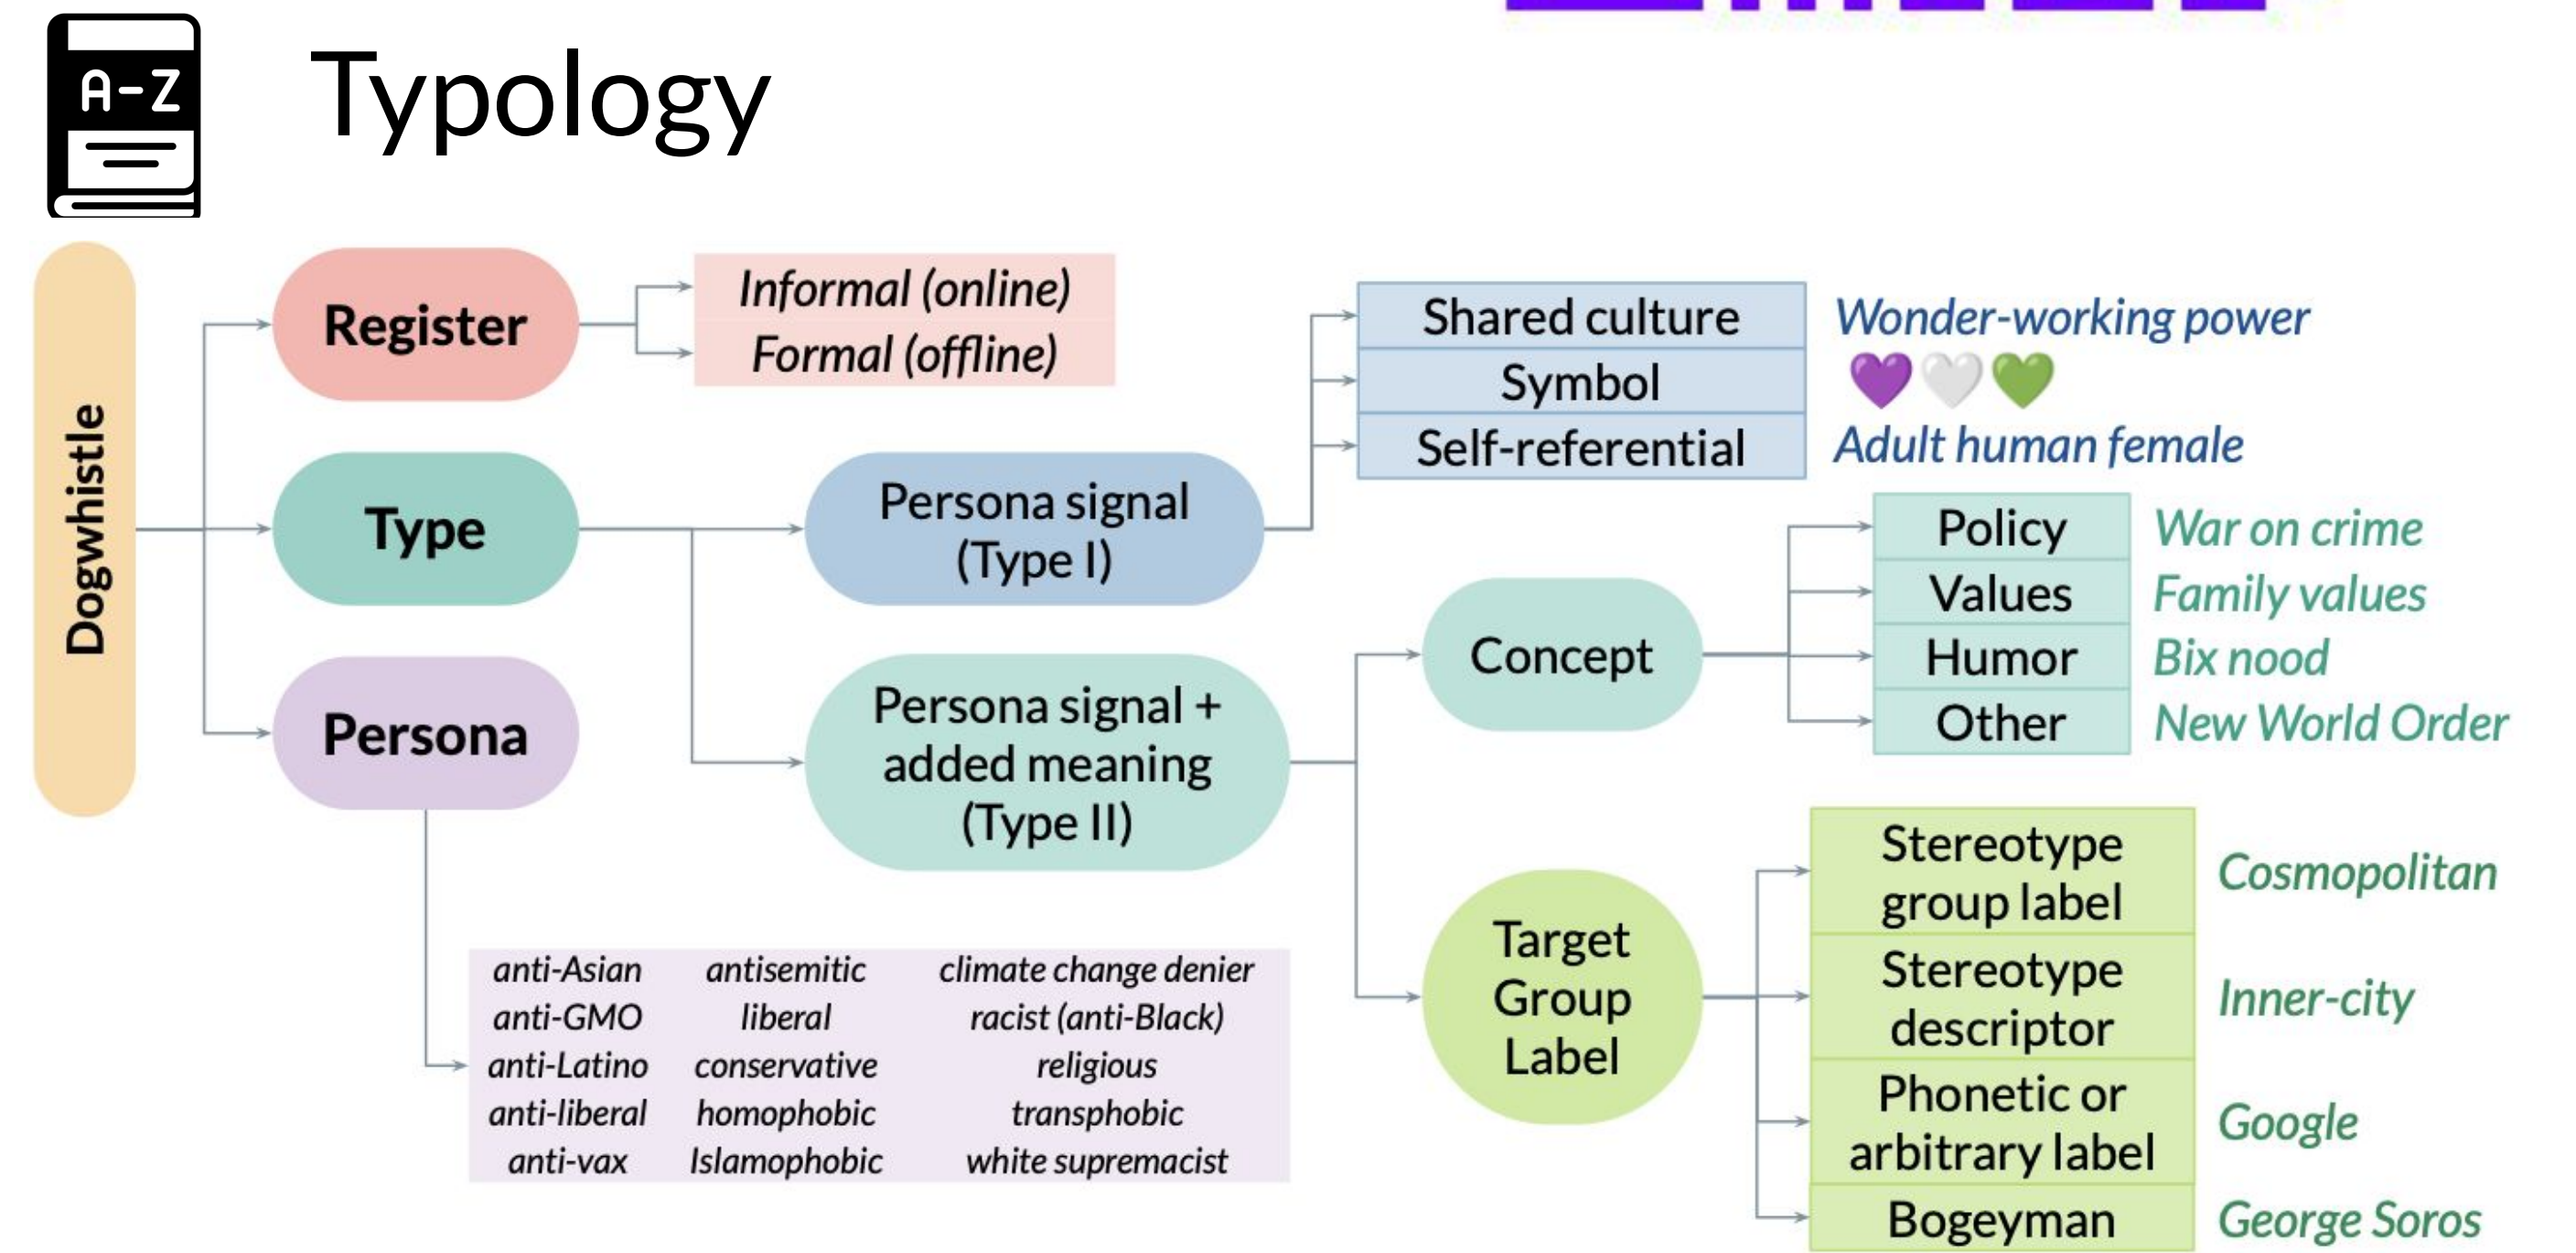 A-Z
Typology
Dogwhistle
Register
Informal (online)
Formal (offline)
Type
Persona signal
(Type I)
Shared culture
Wonder-working power
Symbol
💜🤍💚
Self-referential
Adult human female
Persona signal +
added meaning
(Type II)
Concept
Policy
War on crime
Values
Family values
Humor
Bix nood
Other
New World Order
Target
Group
Label
Stereotype
group label
Cosmopolitan
Stereotype
descriptor
Inner-city
Phonetic or
arbitrary label
Google
Bogeyman
George Soros
Persona
anti-Asian antisemitic climate change denier
anti-GMO liberal racist (anti-Black)
anti-Latino conservative religious
anti-liberal homophobic transphobic
anti-vax Islamophobic white supremacist